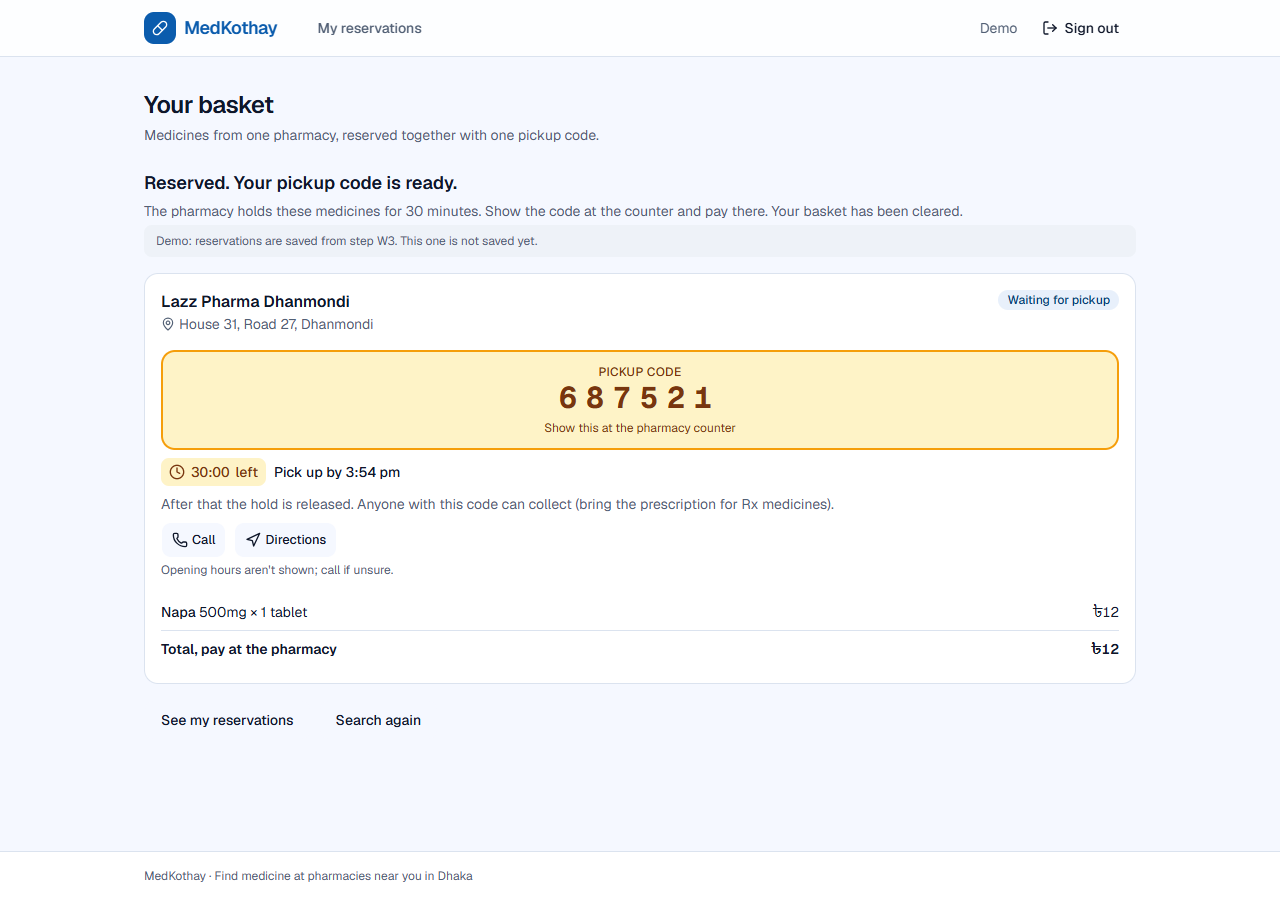 MedKothay
My reservations
Demo
Sign out
Your basket
Medicines from one pharmacy, reserved together with one pickup code.
Reserved. Your pickup code is ready.
The pharmacy holds these medicines for 30 minutes. Show the code at the counter and pay there. Your basket has been cleared.
Demo: reservations are saved from step W3. This one is not saved yet.
Lazz Pharma Dhanmondi
Waiting for pickup
House 31, Road 27, Dhanmondi
PICKUP CODE
687521
Show this at the pharmacy counter
30:00 left
Pick up by 3:54 pm
After that the hold is released. Anyone with this code can collect (bring the prescription for Rx medicines).
Call
Directions
Opening hours aren't shown; call if unsure.
Napa 500mg × 1 tablet
৳12
Total, pay at the pharmacy
৳12
See my reservations
Search again
MedKothay · Find medicine at pharmacies near you in Dhaka